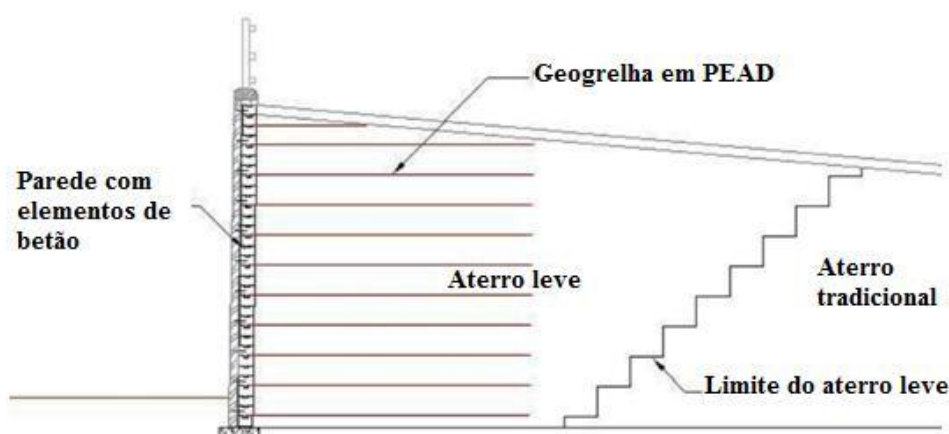 Geogrelha em PEAD
Parede com
elementos de
betão
Aterro leve
Aterro
tradicional
Limite do aterro leve